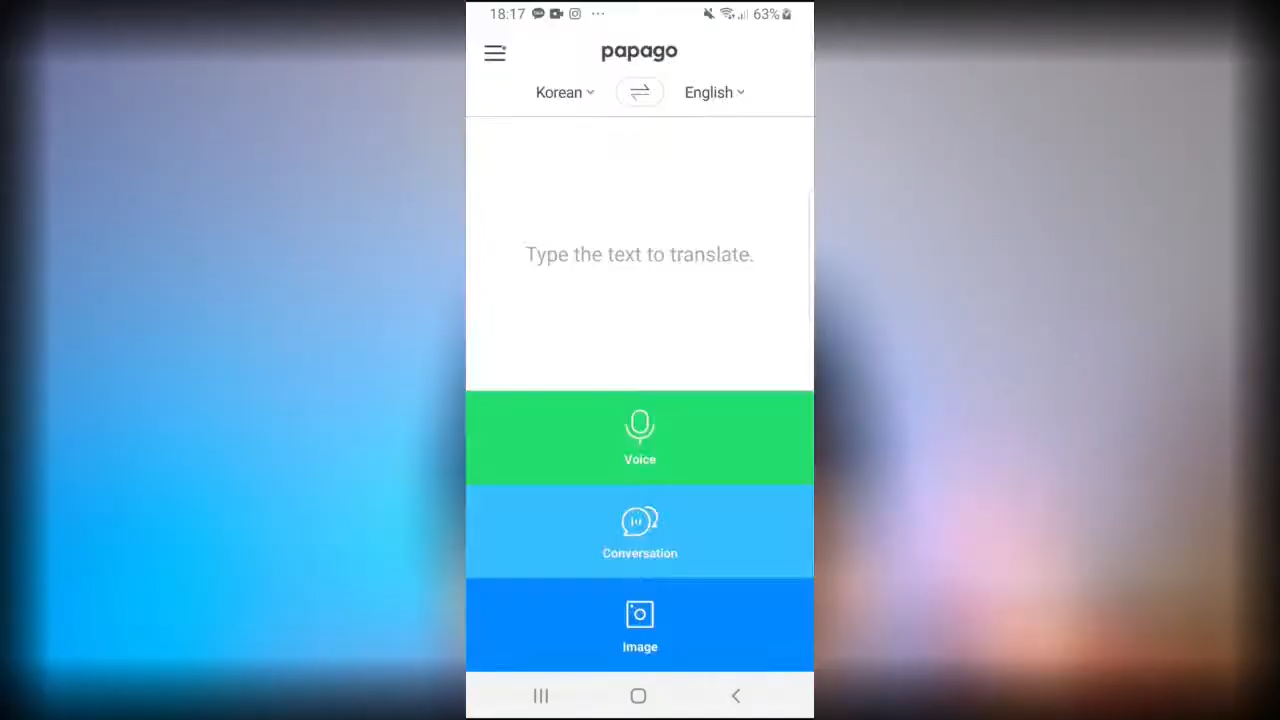 18:17 63%
papago
Korean English
Type the text to translate.
Voice
Conversation
Image